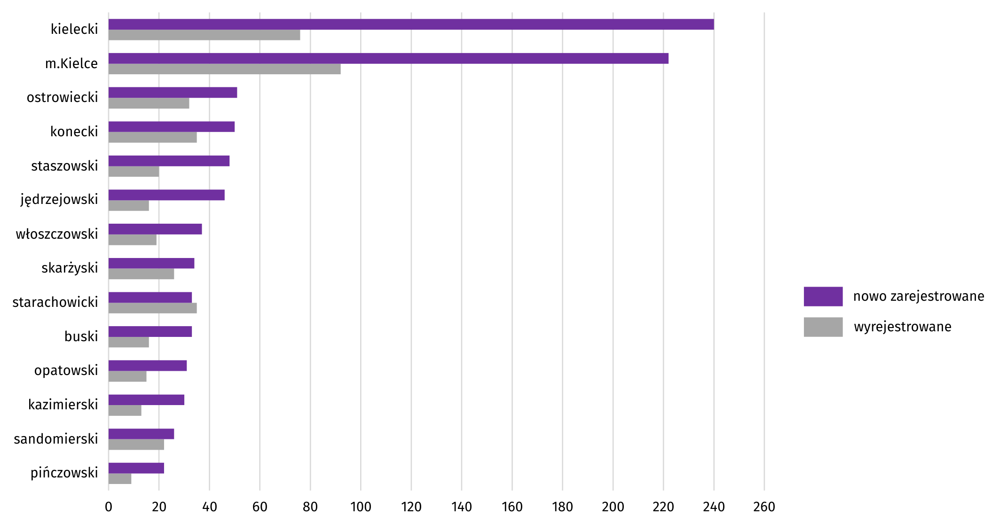 kielecki
m.Kielce
ostrowiecki
konecki
staszowski
jędrzejowski
włoszczowski
skarżyski
starachowicki
buski
opatowski
kazimierski
sandomierski
pińczowski
nowo zarejestrowane
wyrejestrowane
0 20 40 60 80 100 120 140 160 180 200 220 240 260